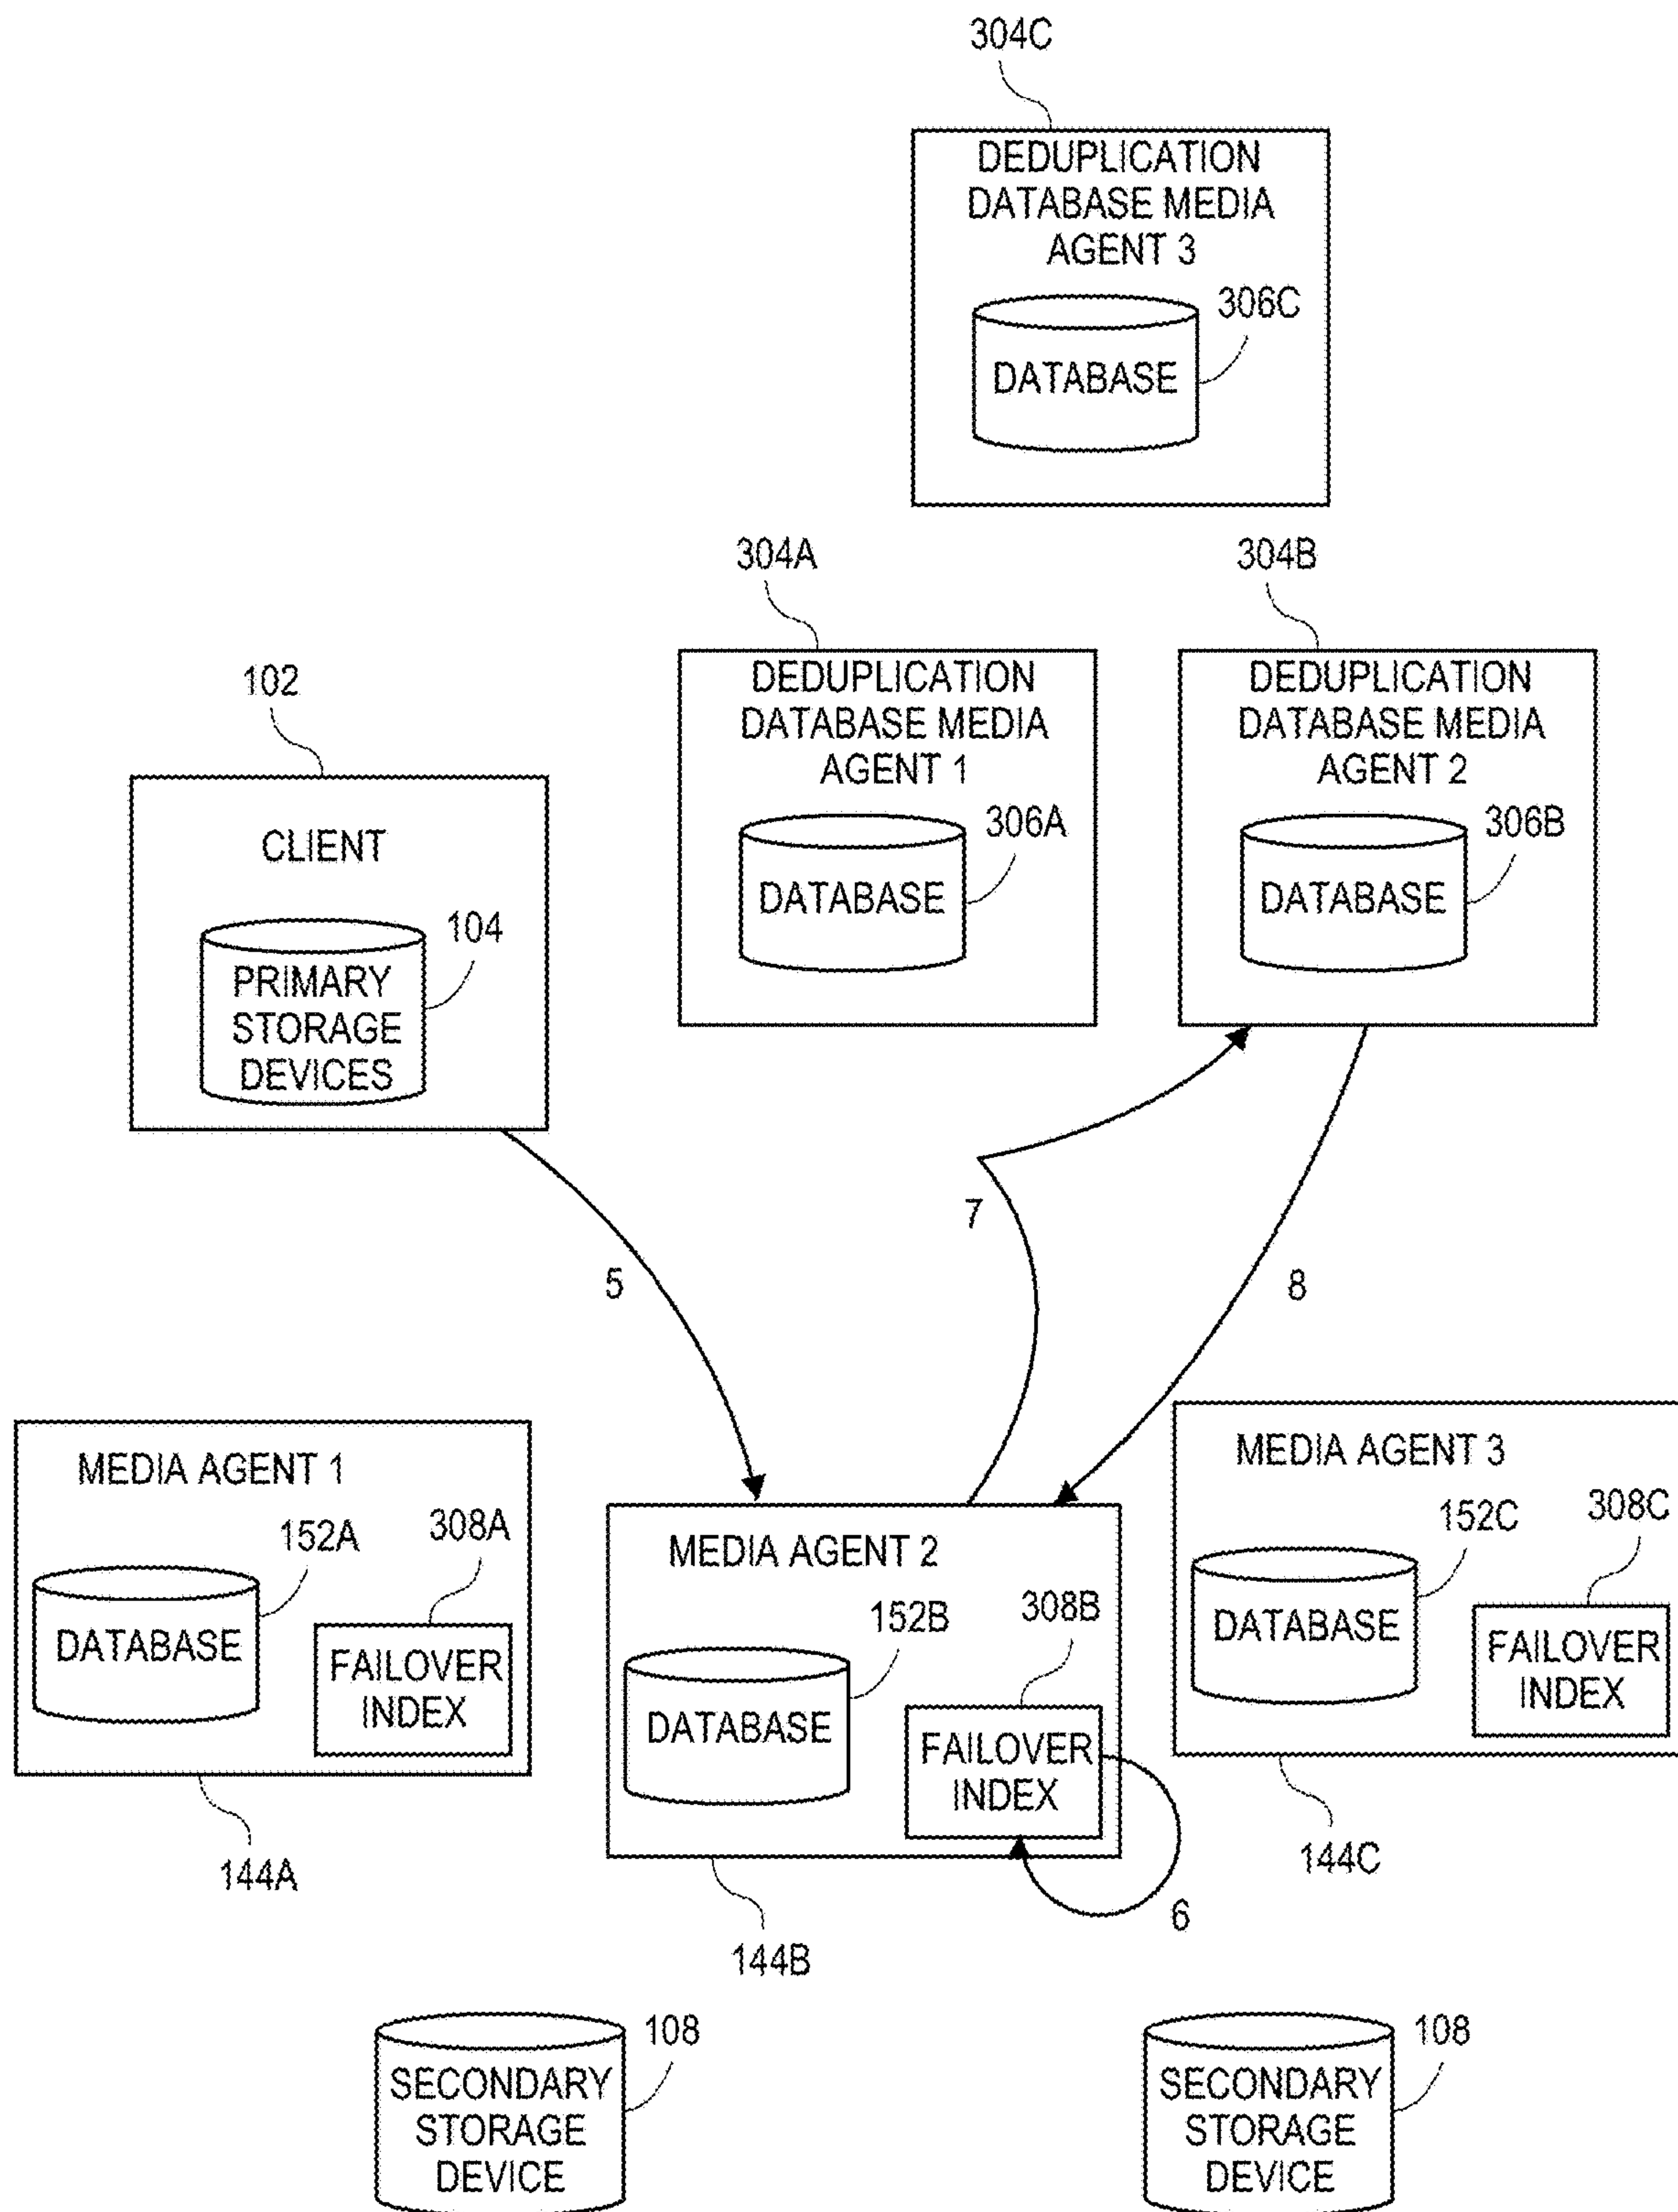 304C
DEDUPLICATION
DATABASE MEDIA
AGENT 3
306C
DATABASE
304A
304B
102
DEDUPLICATION
DATABASE MEDIA
AGENT 1
306A
DATABASE
DEDUPLICATION
DATABASE MEDIA
AGENT 2
306B
DATABASE
CLIENT
104
PRIMARY
STORAGE
DEVICES
7
5
8
MEDIA AGENT 1
152A
308A
DATABASE
FAILOVER
INDEX
144A
MEDIA AGENT 2
152B
308B
DATABASE
FAILOVER
INDEX
6
144B
MEDIA AGENT 3
152C
308C
DATABASE
FAILOVER
INDEX
144C
108
SECONDARY
STORAGE
DEVICE
108
SECONDARY
STORAGE
DEVICE